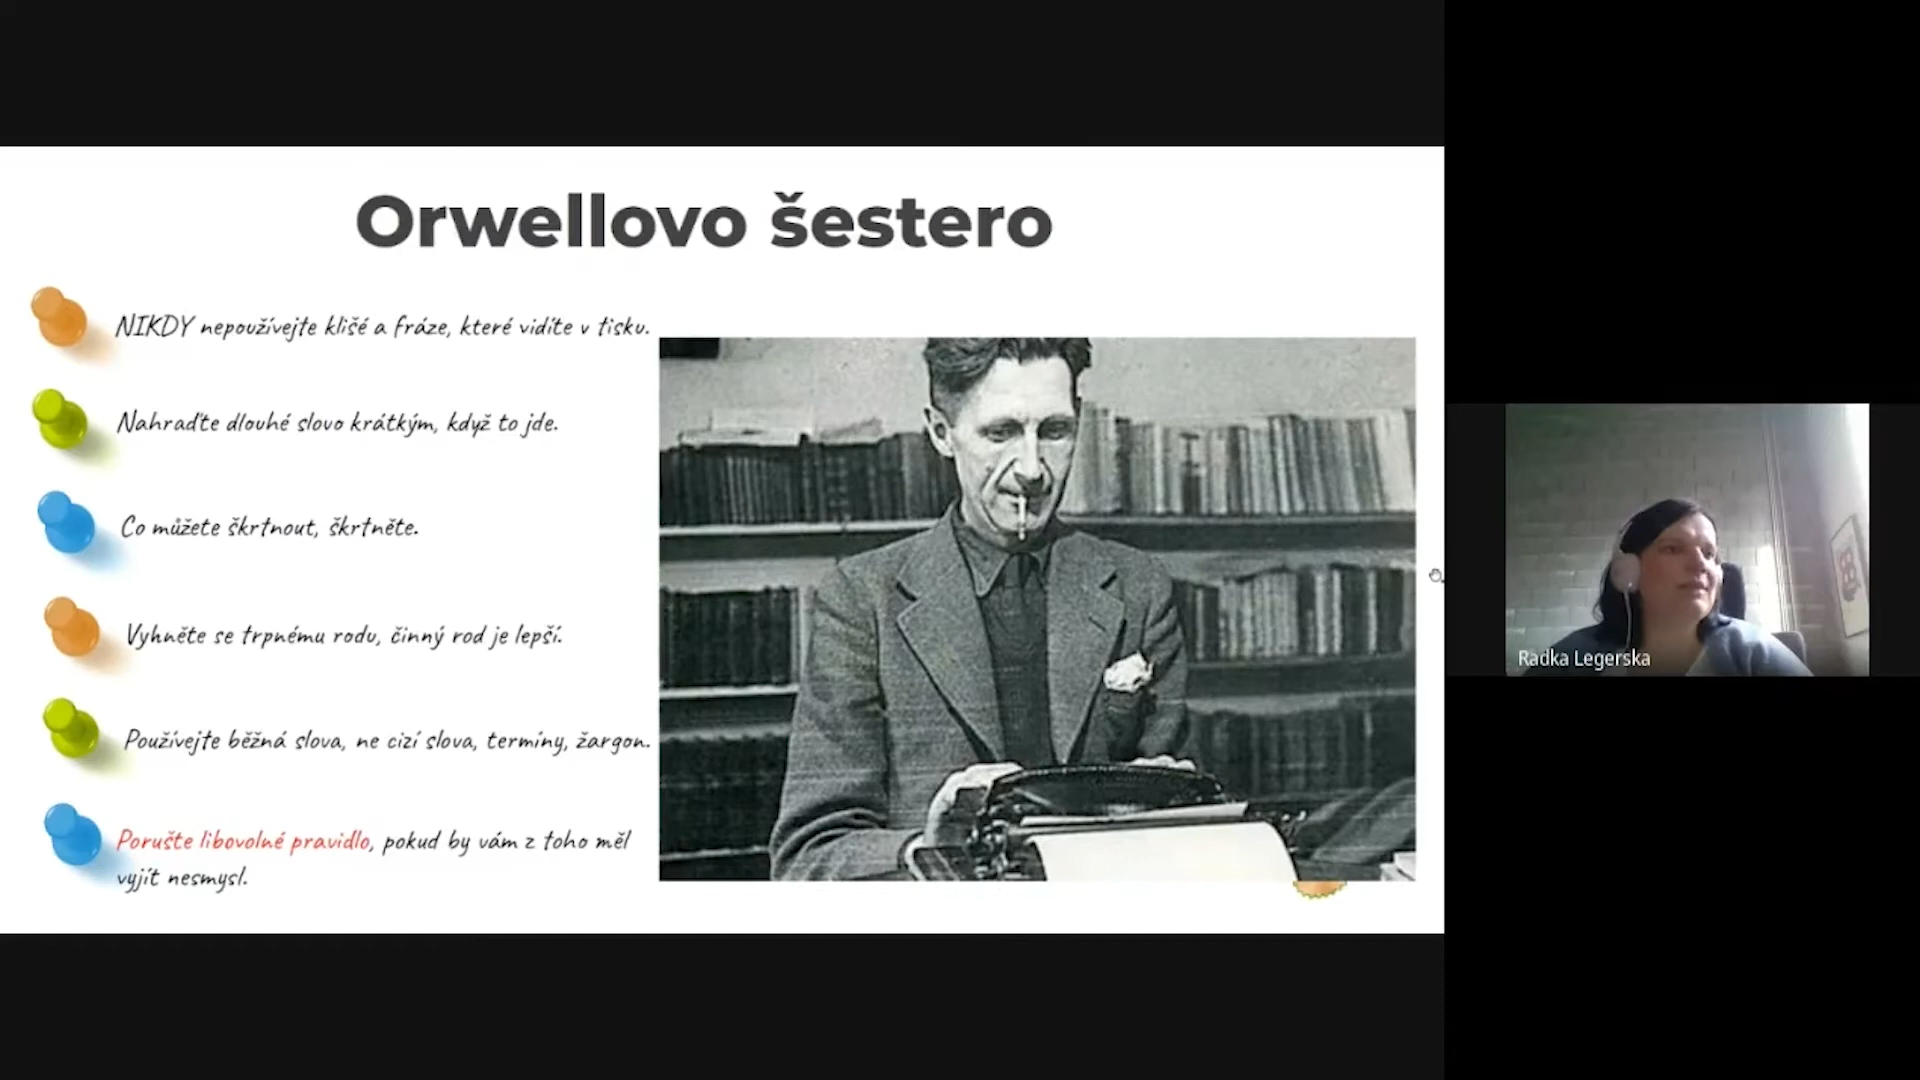 Orwellovo šestero
NIKDY nepoužívejte klišé a fráze, které vidíte v tisku.
Nahraďte dlouhé slovo krátkým, když to jde.
Co můžete škrtnout, škrtněte.
Vyhněte se trpnému rodu, činný rod je lepší.
Používejte běžná slova, ne cizí slova, termíny, žargon.
Porušte libovolné pravidlo, pokud by vám z toho měl
vyjít nesmysl.
Radka Legerska